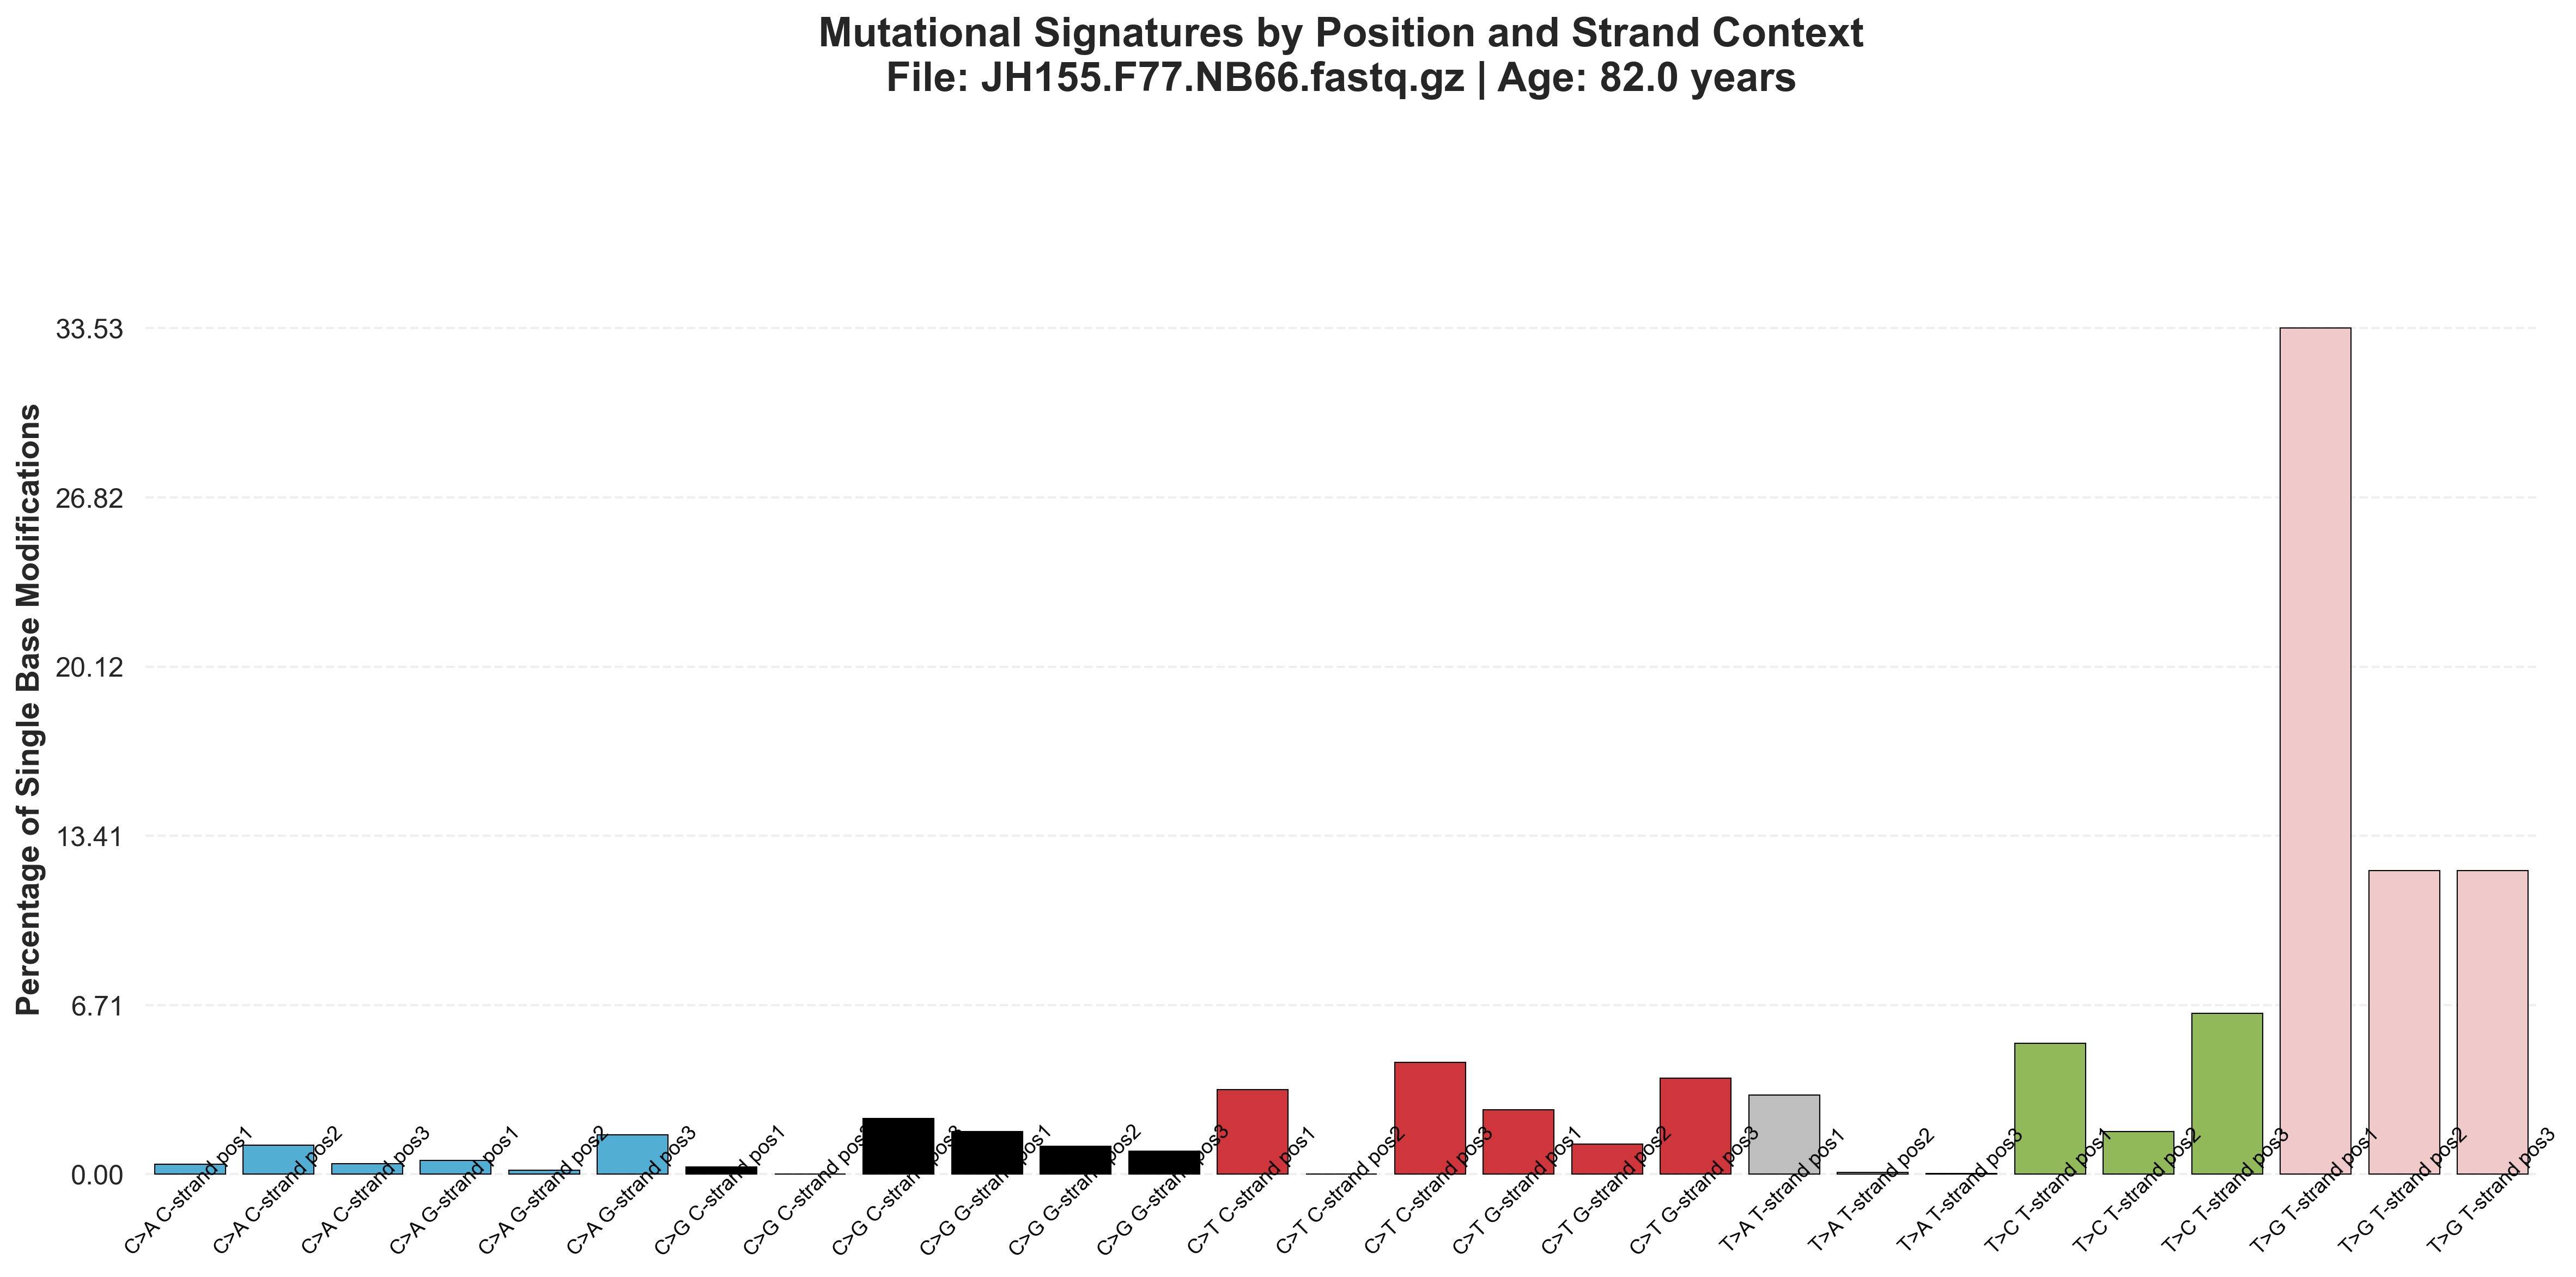 Mutational Signatures by Position and Strand Context
File: JH155.F77.NB66.fastq.gz | Age: 82.0 years
Percentage of Single Base Modifications
33.53
26.82
20.12
13.41
6.71
0.00
C>A C-strand pos1
C>A C-strand pos2
C>A C-strand pos3
C>A G-strand pos1
C>A G-strand pos2
C>A G-strand pos3
C>G C-strand pos1
C>G C-strand pos2
C>G C-strand pos3
C>G G-strand pos1
C>G G-strand pos2
C>G G-strand pos3
C>T C-strand pos1
C>T C-strand pos2
C>T C-strand pos3
C>T G-strand pos1
C>T G-strand pos2
C>T G-strand pos3
T>A T-strand pos1
T>A T-strand pos2
T>A T-strand pos3
T>C T-strand pos1
T>C T-strand pos2
T>C T-strand pos3
T>G T-strand pos1
T>G T-strand pos2
T>G T-strand pos3